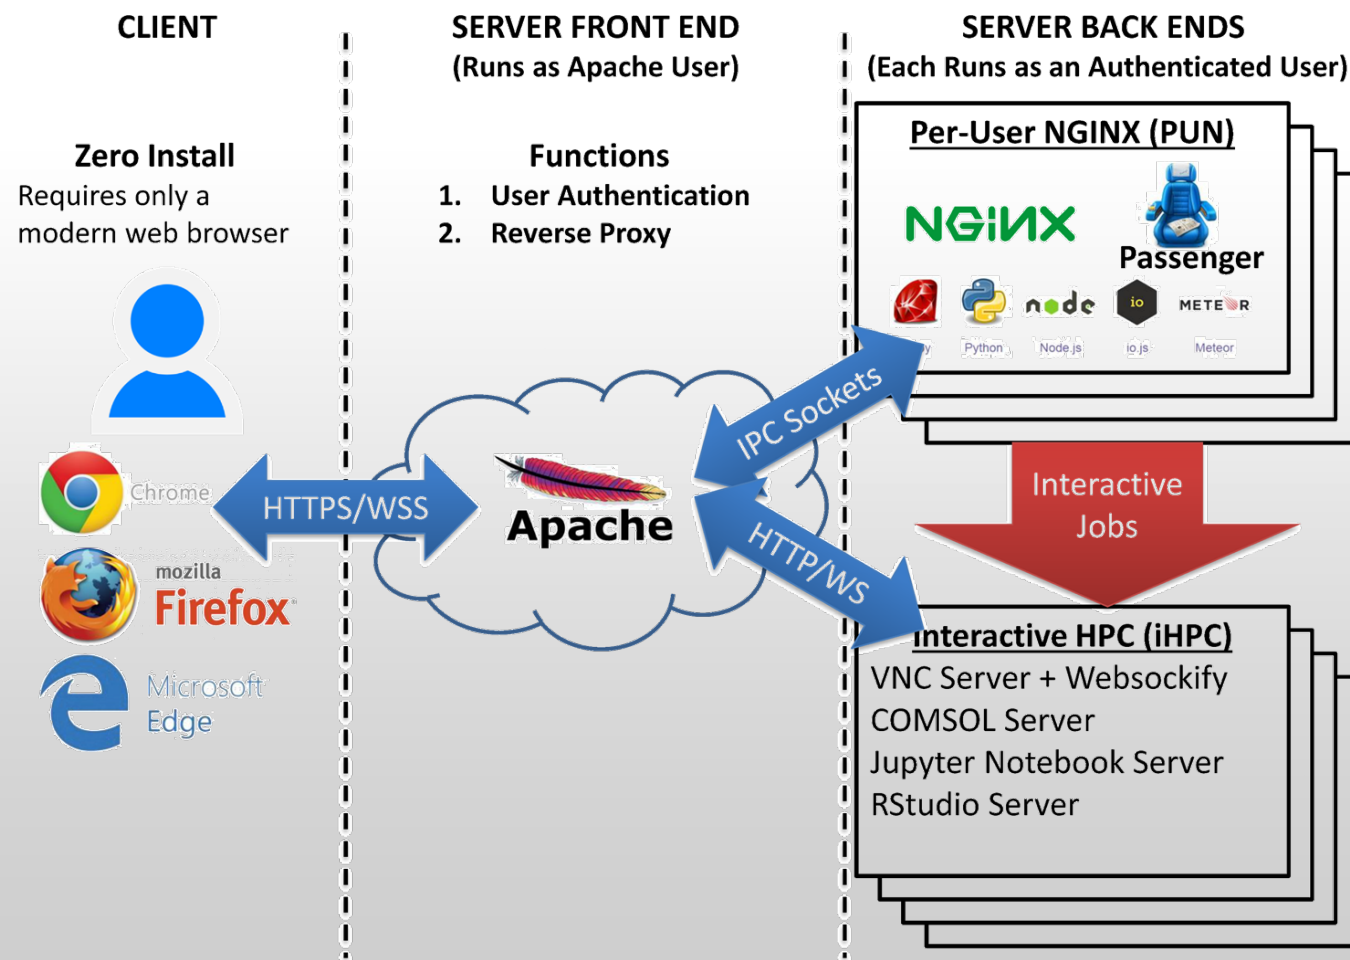 CLIENT
Zero Install
Requires only a
modern web browser
Chrome
mozilla
Firefox
Microsoft
Edge
HTTPS/WSS
SERVER FRONT END
(Runs as Apache User)
Functions
1. User Authentication
2. Reverse Proxy
Apache
IPC Sockets
HTTP/WS
SERVER BACK ENDS
(Each Runs as an Authenticated User)
Per-User NGINX (PUN)
NGINX
Passenger
node
io
METEOR
Python
Node.js
io.js
Meteor
Interactive
Jobs
Interactive HPC (iHPC)
VNC Server + Websockify
COMSOL Server
Jupyter Notebook Server
RStudio Server